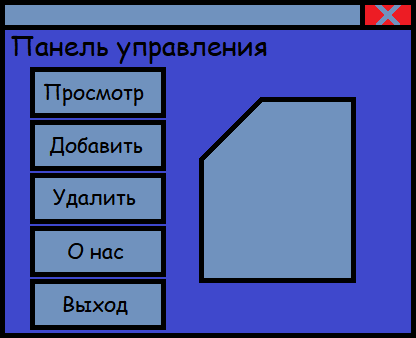 Панель управления
Просмотр
Добавить
Удалить
О нас
Выход